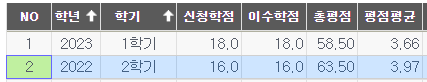 NO 학년 ↑ 학기 ↑ 신청학점 이수학점 총평점 평점평균
1 2023 1학기 18.0 18.0 58.50 3.66
2 2022 2학기 16.0 16.0 63.50 3.97